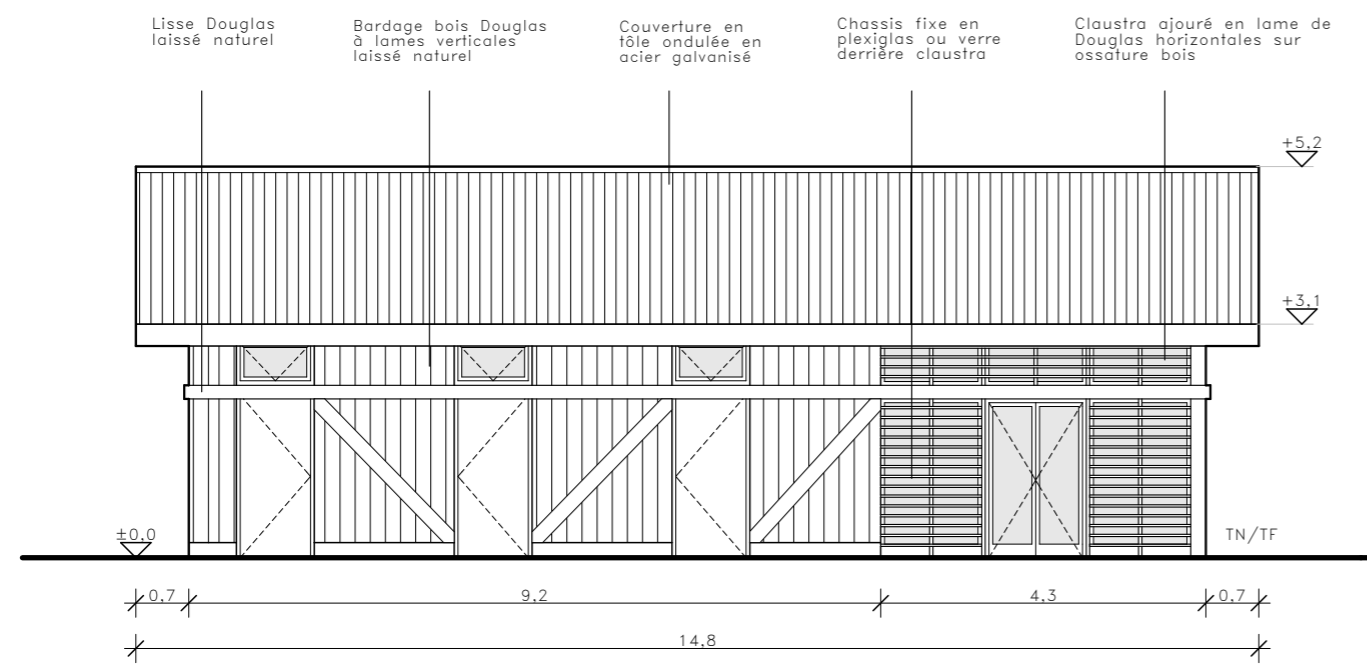 Lisse Douglas
laissé naturel
Bardage bois Douglas
à lames verticales
laissé naturel
Couverture en
tôle ondulée en
acier galvanisé
Chassis fixe en
plexiglas ou verre
derrière claustra
Claustra ajouré en lame de
Douglas horizontales sur
ossature bois
+5,2
+3,1
±0,0
TN/TF
0,7
9,2
4,3
0,7
14,8